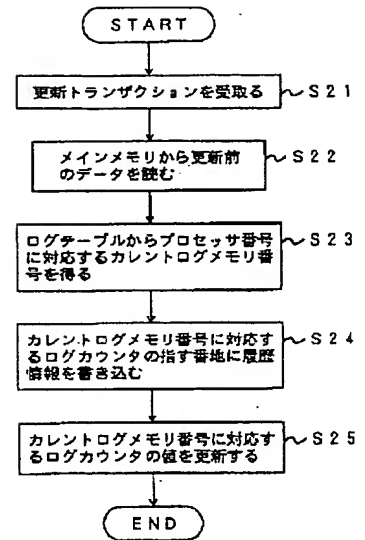 START
更新トランザクションを受取る
S21
メインメモリから更新前
のデータを読む
S22
ログテーブルからプロセッサ番号
に対応するカレントログメモリ番
号を得る
S23
カレントログメモリ番号に対応す
るログカウンタの指す番地に履歴
情報を書き込む
S24
カレントログメモリ番号に対応す
るログカウンタの値を更新する
S25
END